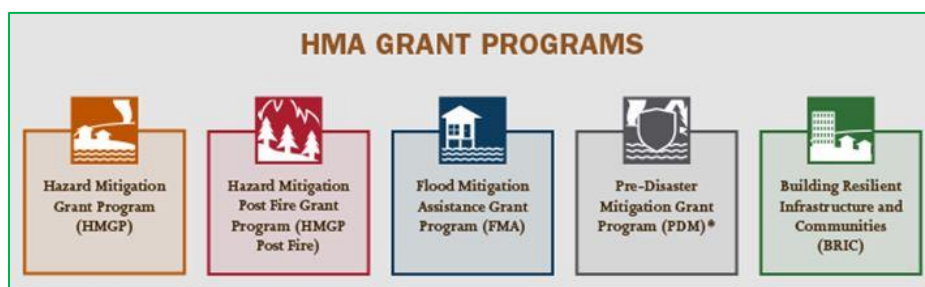 HMA GRANT PROGRAMS
Hazard Mitigation
Grant Program
(HMGP)
Hazard Mitigation
Post Fire Grant
Program (HMGP
Post Fire)
Flood Mitigation
Assistance Grant
Program (FMA)
Pre-Disaster
Mitigation Grant
Program (PDM)*
Building Resilient
Infrastructure and
Communities
(BRIC)